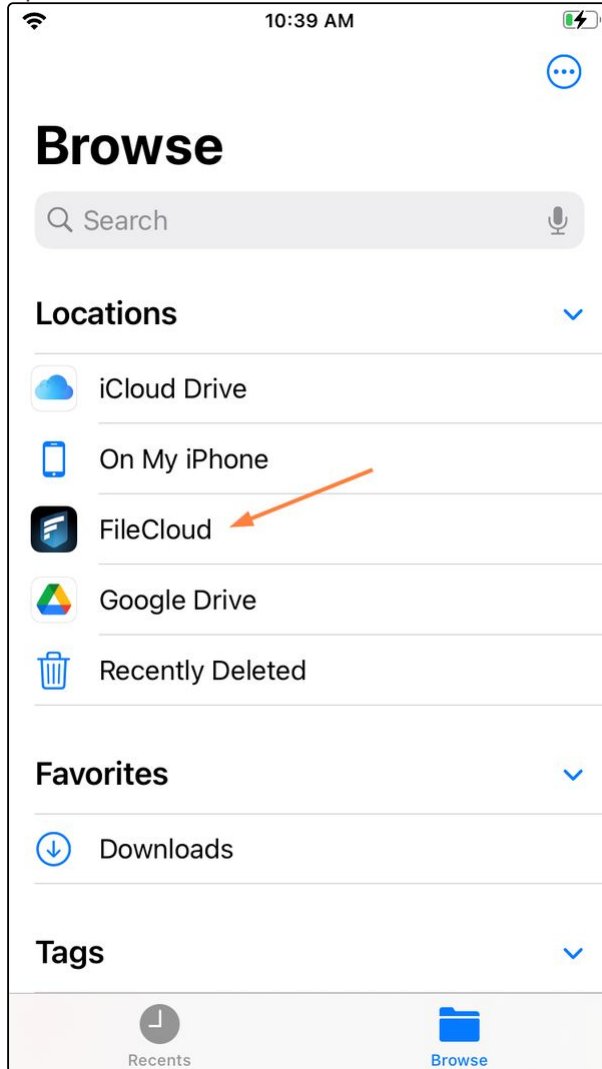 10:39 AM
Browse
Search
Locations
iCloud Drive
On My iPhone
FileCloud
Google Drive
Recently Deleted
Favorites
Downloads
Tags
Recents
Browse